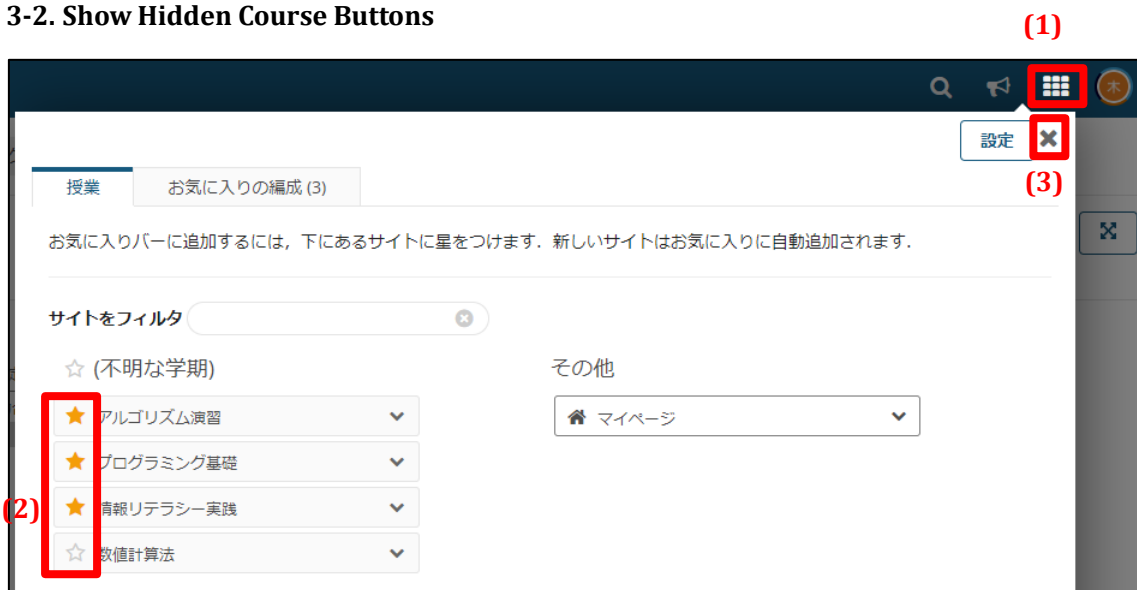 3-2. Show Hidden Course Buttons
(1)
木
設定
(3)
授業
お気に入りの編成 (3)
お気に入りバーに追加するには，下にあるサイトに星をつけます．新しいサイトはお気に入りに自動追加されます．
サイトをフィルタ
(不明な学期)
その他
アルゴリズム演習
マイページ
プログラミング基礎
(2)
情報リテラシー実践
数値計算法